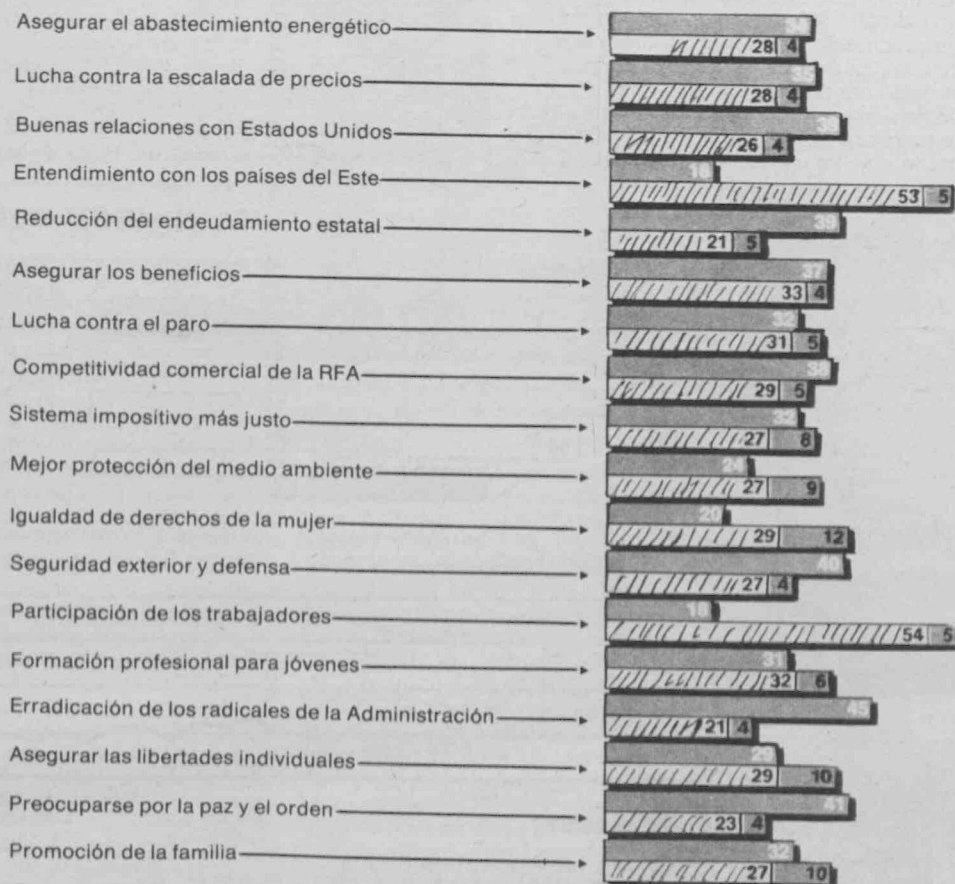 Asegurar el abastecimiento energético
28 4
Lucha contra la escalada de precios 35
28 4
Buenas relaciones con Estados Unidos
26 4
Entendimiento con los países del Este 18
53 5
Reducción del endeudamiento estatal 39
21 5
Asegurar los beneficios 37
33 4
Lucha contra el paro 32
31 5
Competitividad comercial de la RFA 38
29 5
Sistema impositivo más justo 32
27 8
Mejor protección del medio ambiente 24
27 9
Igualdad de derechos de la mujer 20
29 12
Seguridad exterior y defensa 40
27 4
Participación de los trabajadores 18
54 5
Formación profesional para jóvenes 31
32 6
Erradicación de los radicales de la Administración 45
21 4
Asegurar las libertades individuales 29
29 10
Preocuparse por la paz y el orden 41
23 4
Promoción de la familia 32
27 10